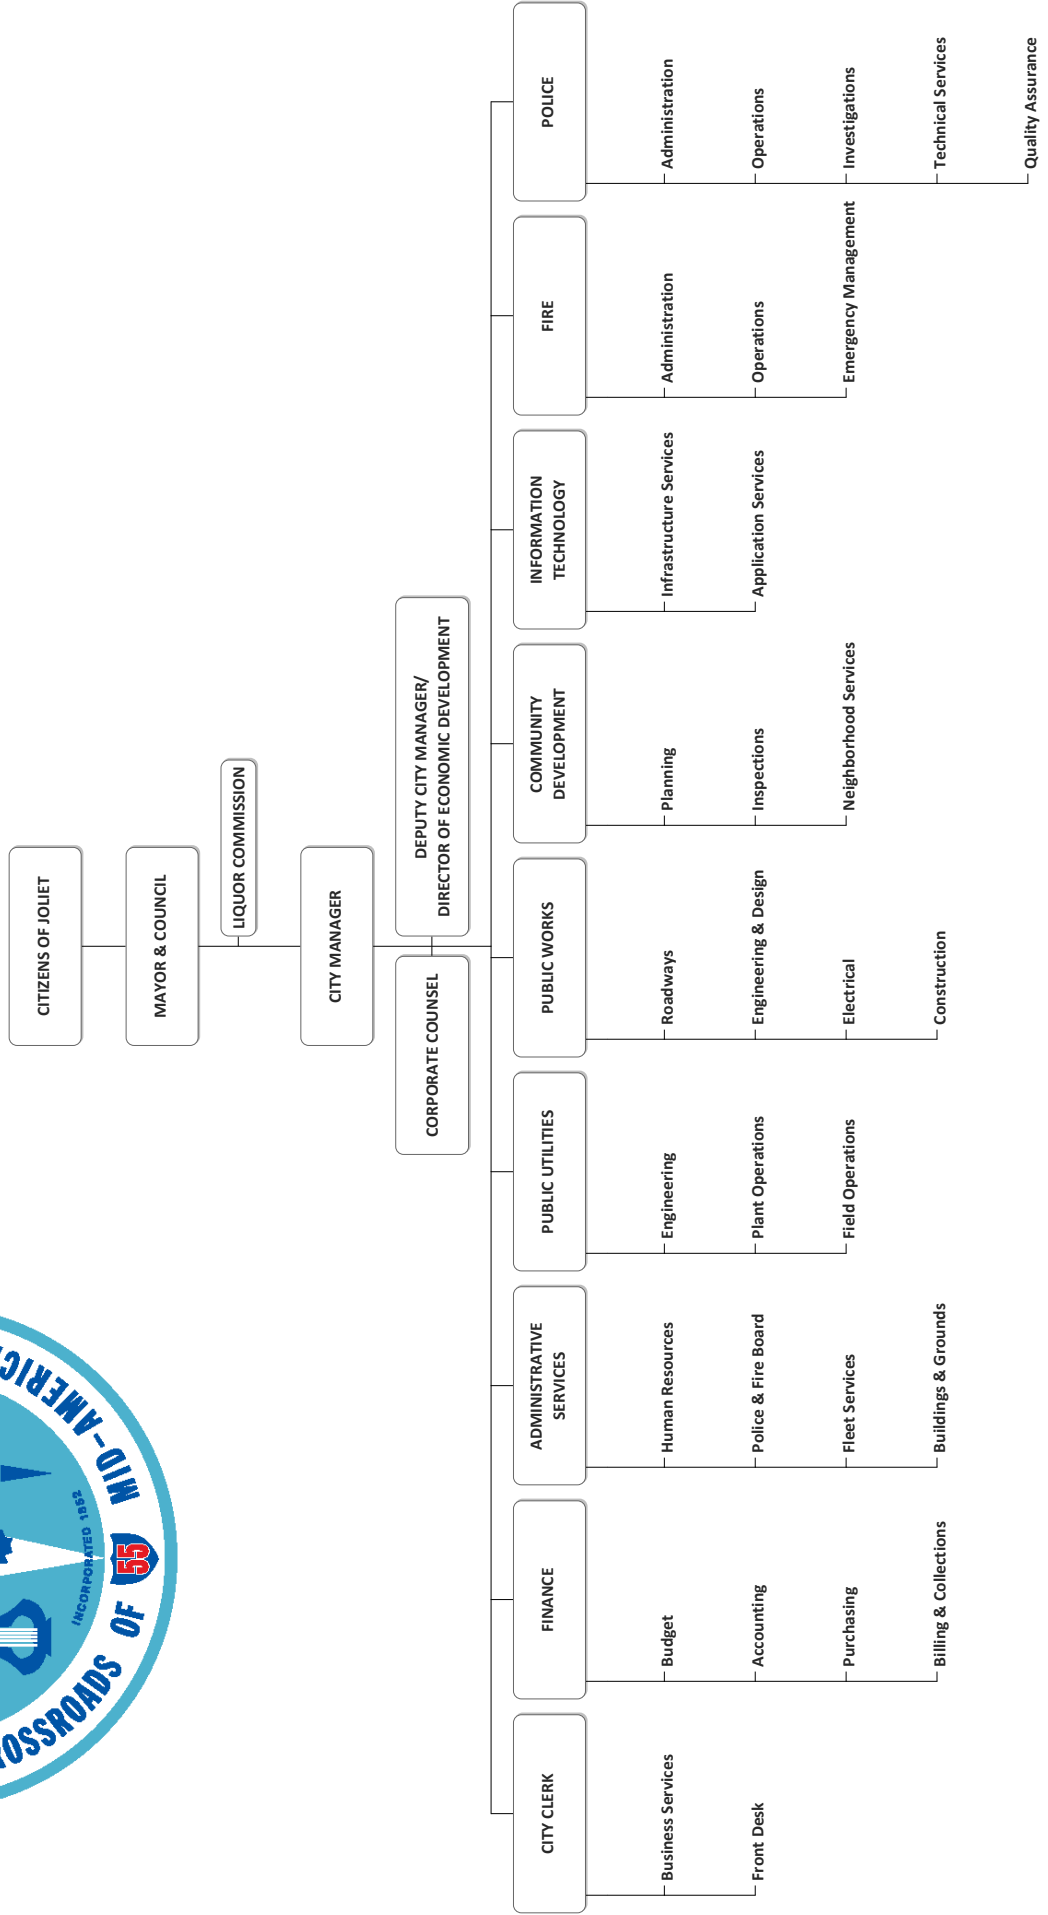 CITIZENS OF JOLIET
MAYOR & COUNCIL
LIQUOR COMMISSION
CITY MANAGER
CORPORATE COUNSEL
DEPUTY CITY MANAGER/
DIRECTOR OF ECONOMIC DEVELOPMENT
CITY CLERK
Business Services
Front Desk
FINANCE
Budget
Accounting
Purchasing
Billing & Collections
ADMINISTRATIVE
SERVICES
Human Resources
Police & Fire Board
Fleet Services
Buildings & Grounds
PUBLIC UTILITIES
Engineering
Plant Operations
Field Operations
PUBLIC WORKS
Roadways
Engineering & Design
Electrical
Construction
COMMUNITY
DEVELOPMENT
Planning
Inspections
Neighborhood Services
INFORMATION
TECHNOLOGY
Infrastructure Services
Application Services
FIRE
Administration
Operations
Emergency Management
POLICE
Administration
Operations
Investigations
Technical Services
Quality Assurance
INCORPORATED 1852
OF 55 MID-